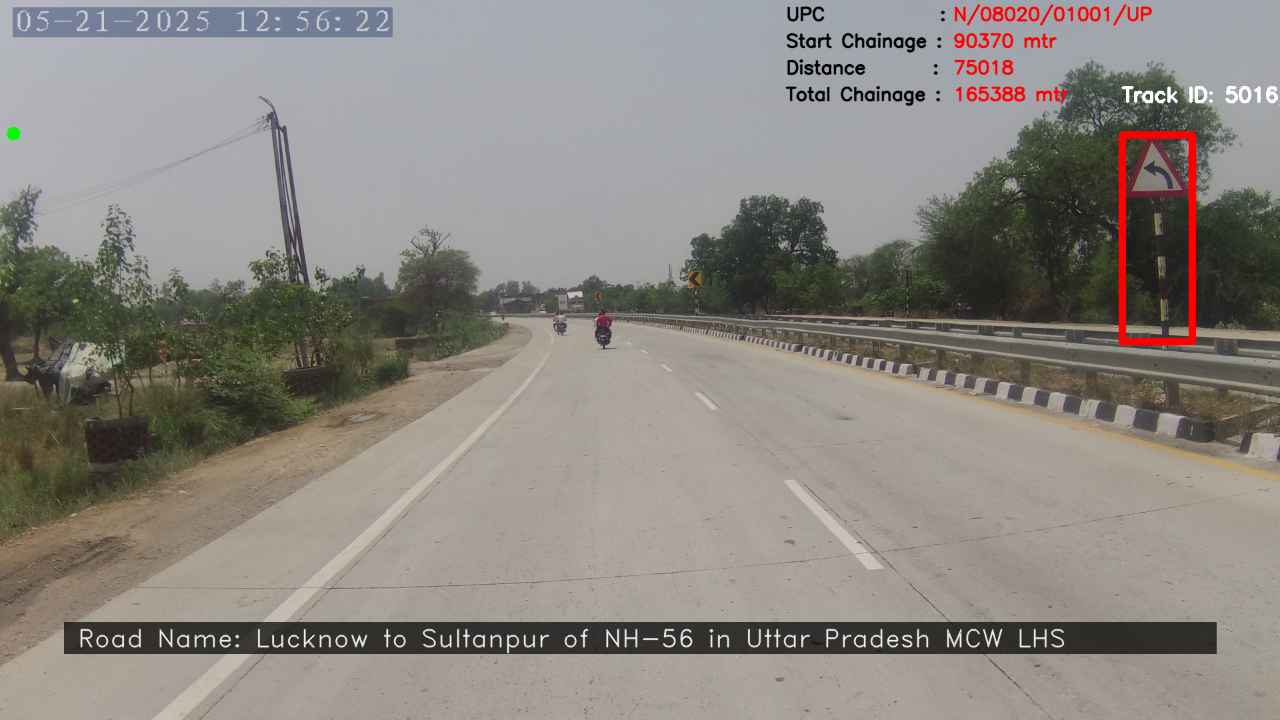 05-21-2025 12:56:22
UPC : N/08020/01001/UP
Start Chainage : 90370 mtr
Distance : 75018
Total Chainage : 165388 mtr
Track ID: 5016
Road Name: Lucknow to Sultanpur of NH-56 in Uttar Pradesh MCW LHS